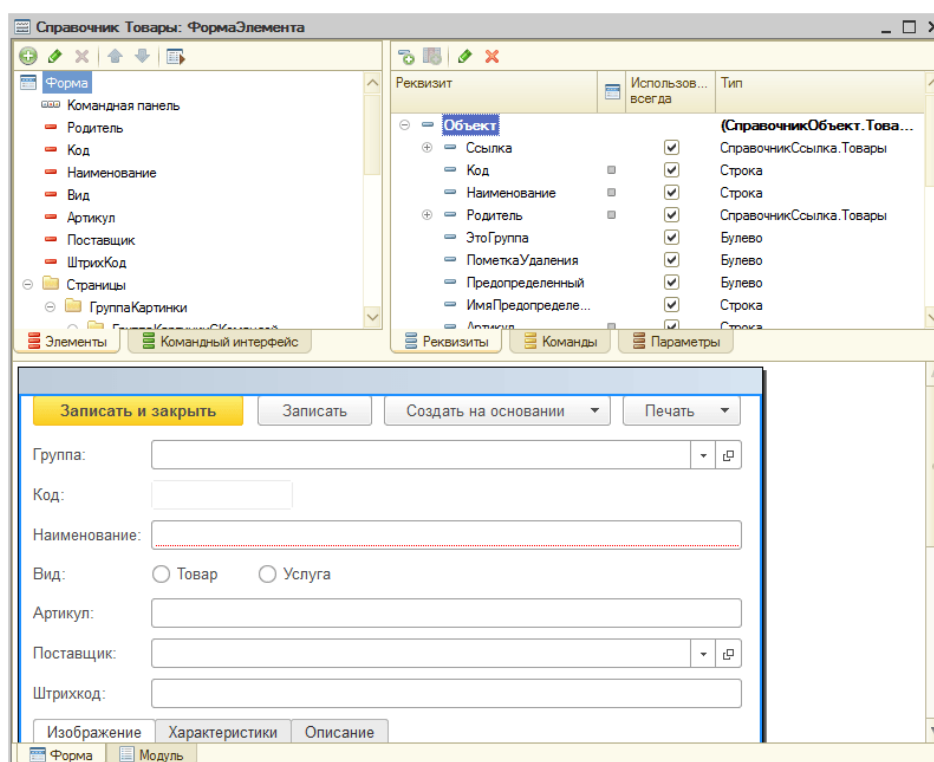 Справочник Товары: ФормаЭлемента
Форма
Командная панель
Родитель
Код
Наименование
Вид
Артикул
Поставщик
ШтрихКод
Страницы
ГруппаКартинки
Элементы
Командный интерфейс
Реквизит Использов... всегда Тип
Объект (СправочникОбъект.Това...
Ссылка СправочникСсылка.Товары
Код Строка
Наименование Строка
Родитель СправочникСсылка.Товары
ЭтоГруппа Булево
ПометкаУдаления Булево
Предопределенный Булево
ИмяПредопределе... Строка
Артикул Строка
Реквизиты Команды Параметры
Записать и закрыть Записать Создать на основании Печать
Группа:
Код:
Наименование:
Вид: Товар Услуга
Артикул:
Поставщик:
Штрихкод:
Изображение Характеристики Описание
Форма Модуль